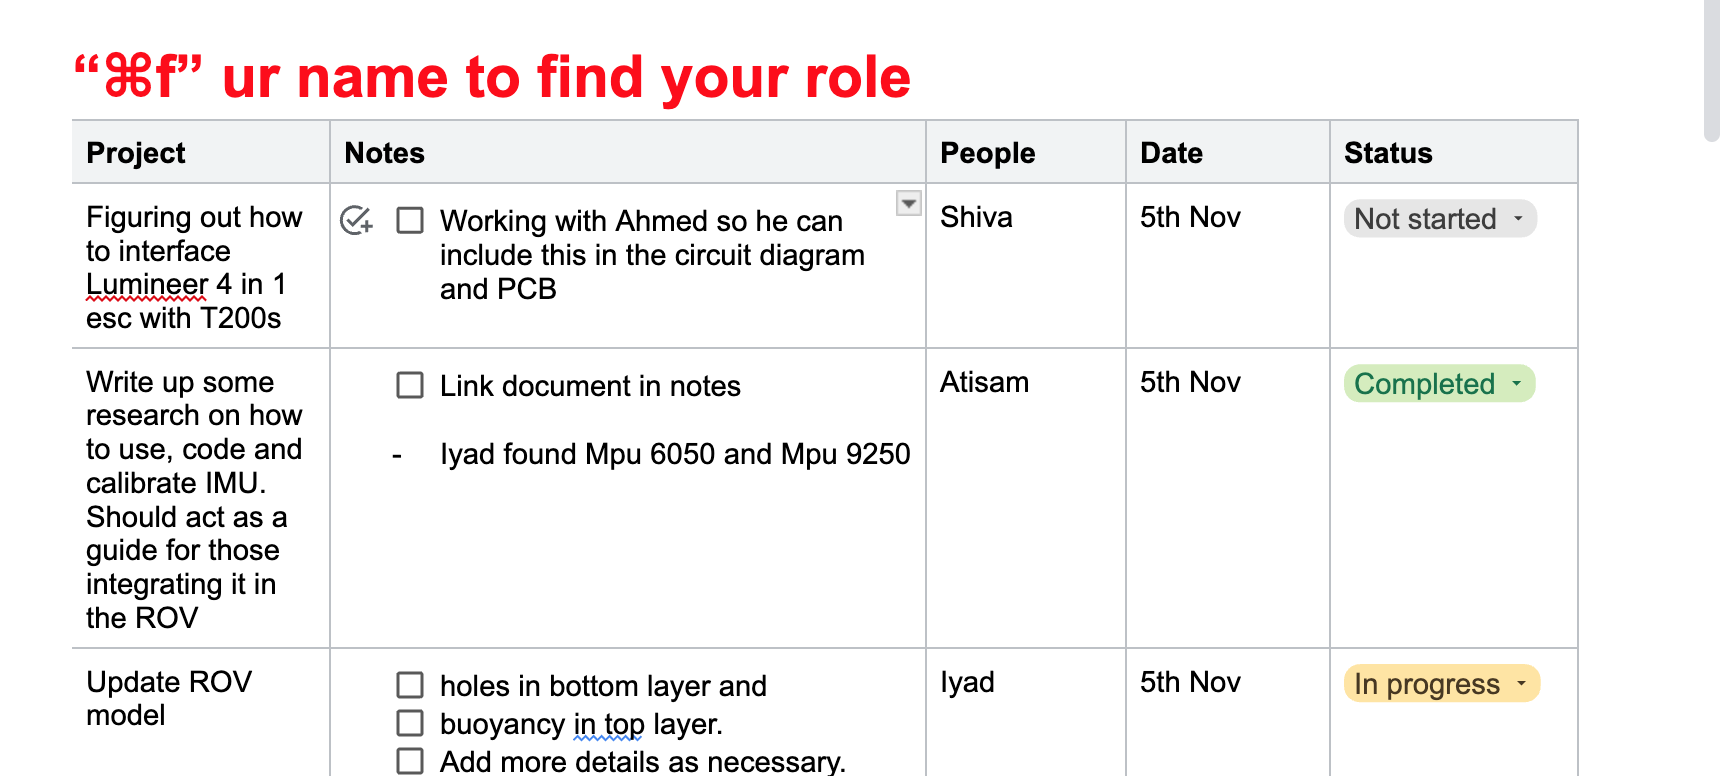 “⌘f” ur name to find your role
Project Notes People Date Status
Figuring out how
to interface
Lumineer 4 in 1
esc with T200s
Working with Ahmed so he can
include this in the circuit diagram
and PCB
Shiva
5th Nov
Not started
Write up some
research on how
to use, code and
calibrate IMU.
Should act as a
guide for those
integrating it in
the ROV
Link document in notes
- Iyad found Mpu 6050 and Mpu 9250
Atisam
5th Nov
Completed
Update ROV
model
holes in bottom layer and
buoyancy in top layer.
Add more details as necessary.
Iyad
5th Nov
In progress